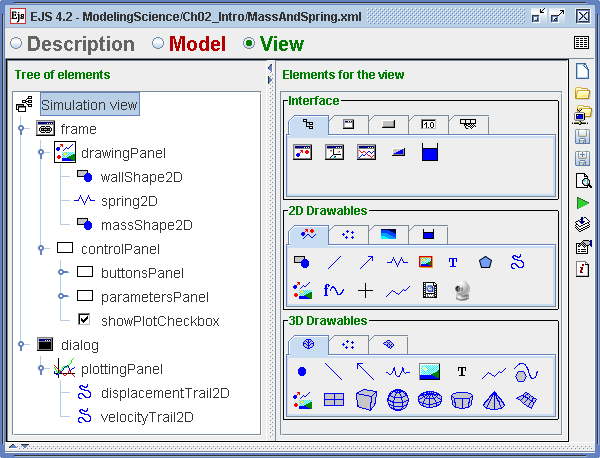 Ejs EJS 4.2 - ModelingScience/Ch02_Intro/MassAndSpring.xml
Description Model View
Tree of elements
Simulation view
frame
drawingPanel
wallShape2D
spring2D
massShape2D
controlPanel
buttonsPanel
parametersPanel
showPlotCheckbox
dialog
plottingPanel
displacementTrail2D
velocityTrail2D
Elements for the view
Interface
1.0
2D Drawables
T
f
3D Drawables
T